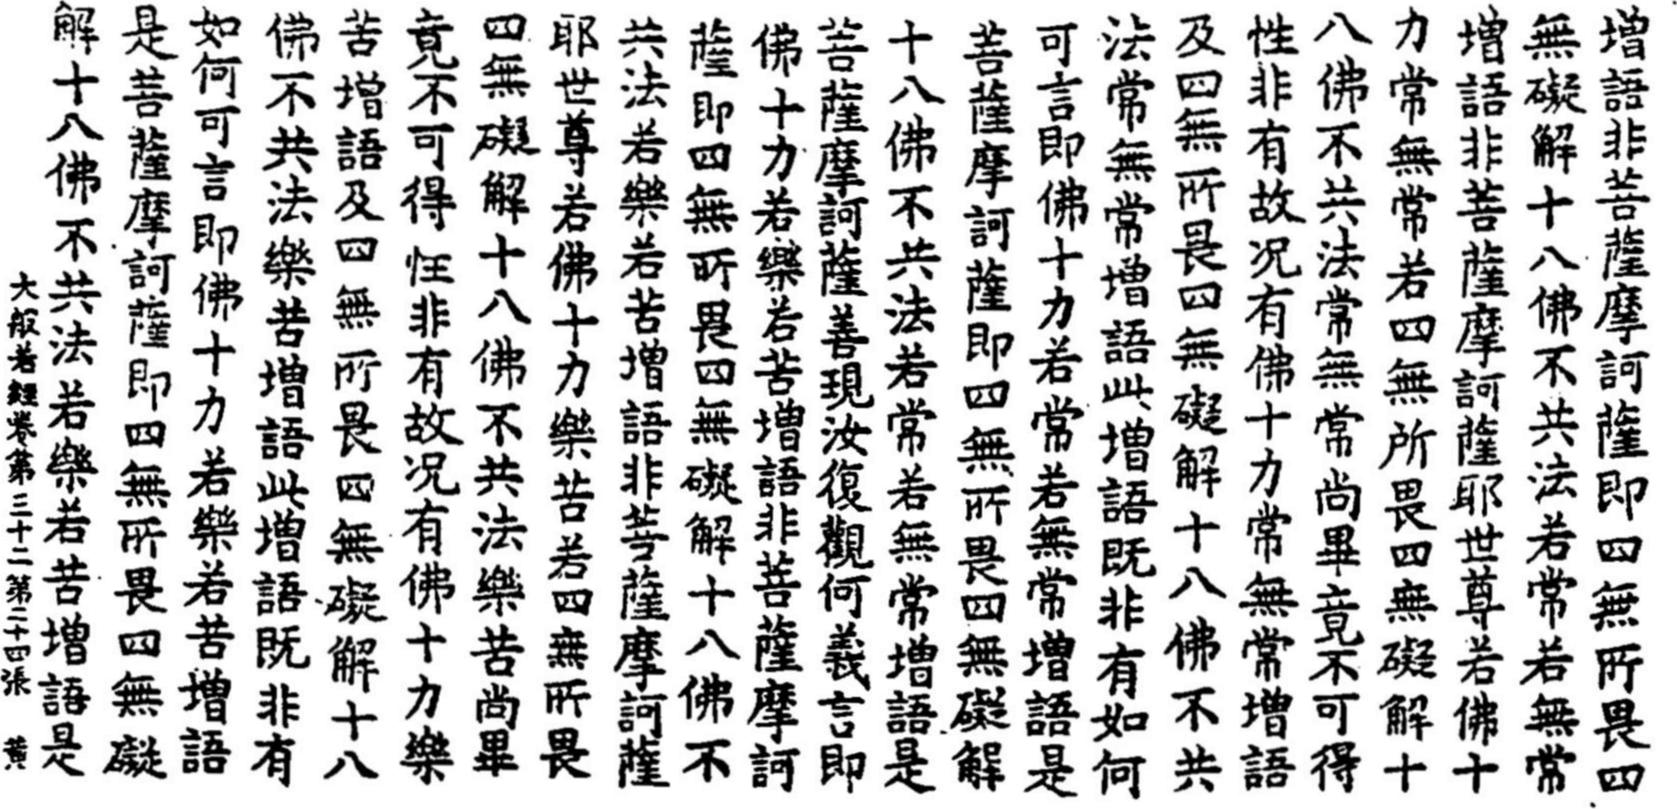 增語非菩薩摩訶薩即四無所畏四
無礙解十八佛不共法若常若無常
增語非菩薩摩訶薩耶世尊若佛十
力常無常若四無所畏四無礙解十
八佛不共法常無常尚畢竟不可得
性非有故况有佛十力常無常增語
及四無所畏四無礙解十八佛不共
法常無常增語此增語既非有如何
可言即佛十力若常若無常增語是
菩薩摩訶薩即四無所畏四無礙解
十八佛不共法若常若無常增語是
菩薩摩訶薩善現汝復觀何義言即
佛十力若樂若苦增語非菩薩摩訶
薩即四無所畏四無礙解十八佛不
共法若樂若苦增語非菩薩摩訶薩
耶世尊若佛十力樂苦若四無所畏
四無礙解十八佛不共法樂苦尚畢
竟不可得性非有故况有佛十力樂
苦增語及四無所畏四無礙解十八
佛不共法樂苦增語此增語既非有
如何可言即佛十力若樂若苦增語
是菩薩摩訶薩即四無所畏四無礙
解十八佛不共法若樂若苦增語是
大般若經卷第三十二第二十四張 黃